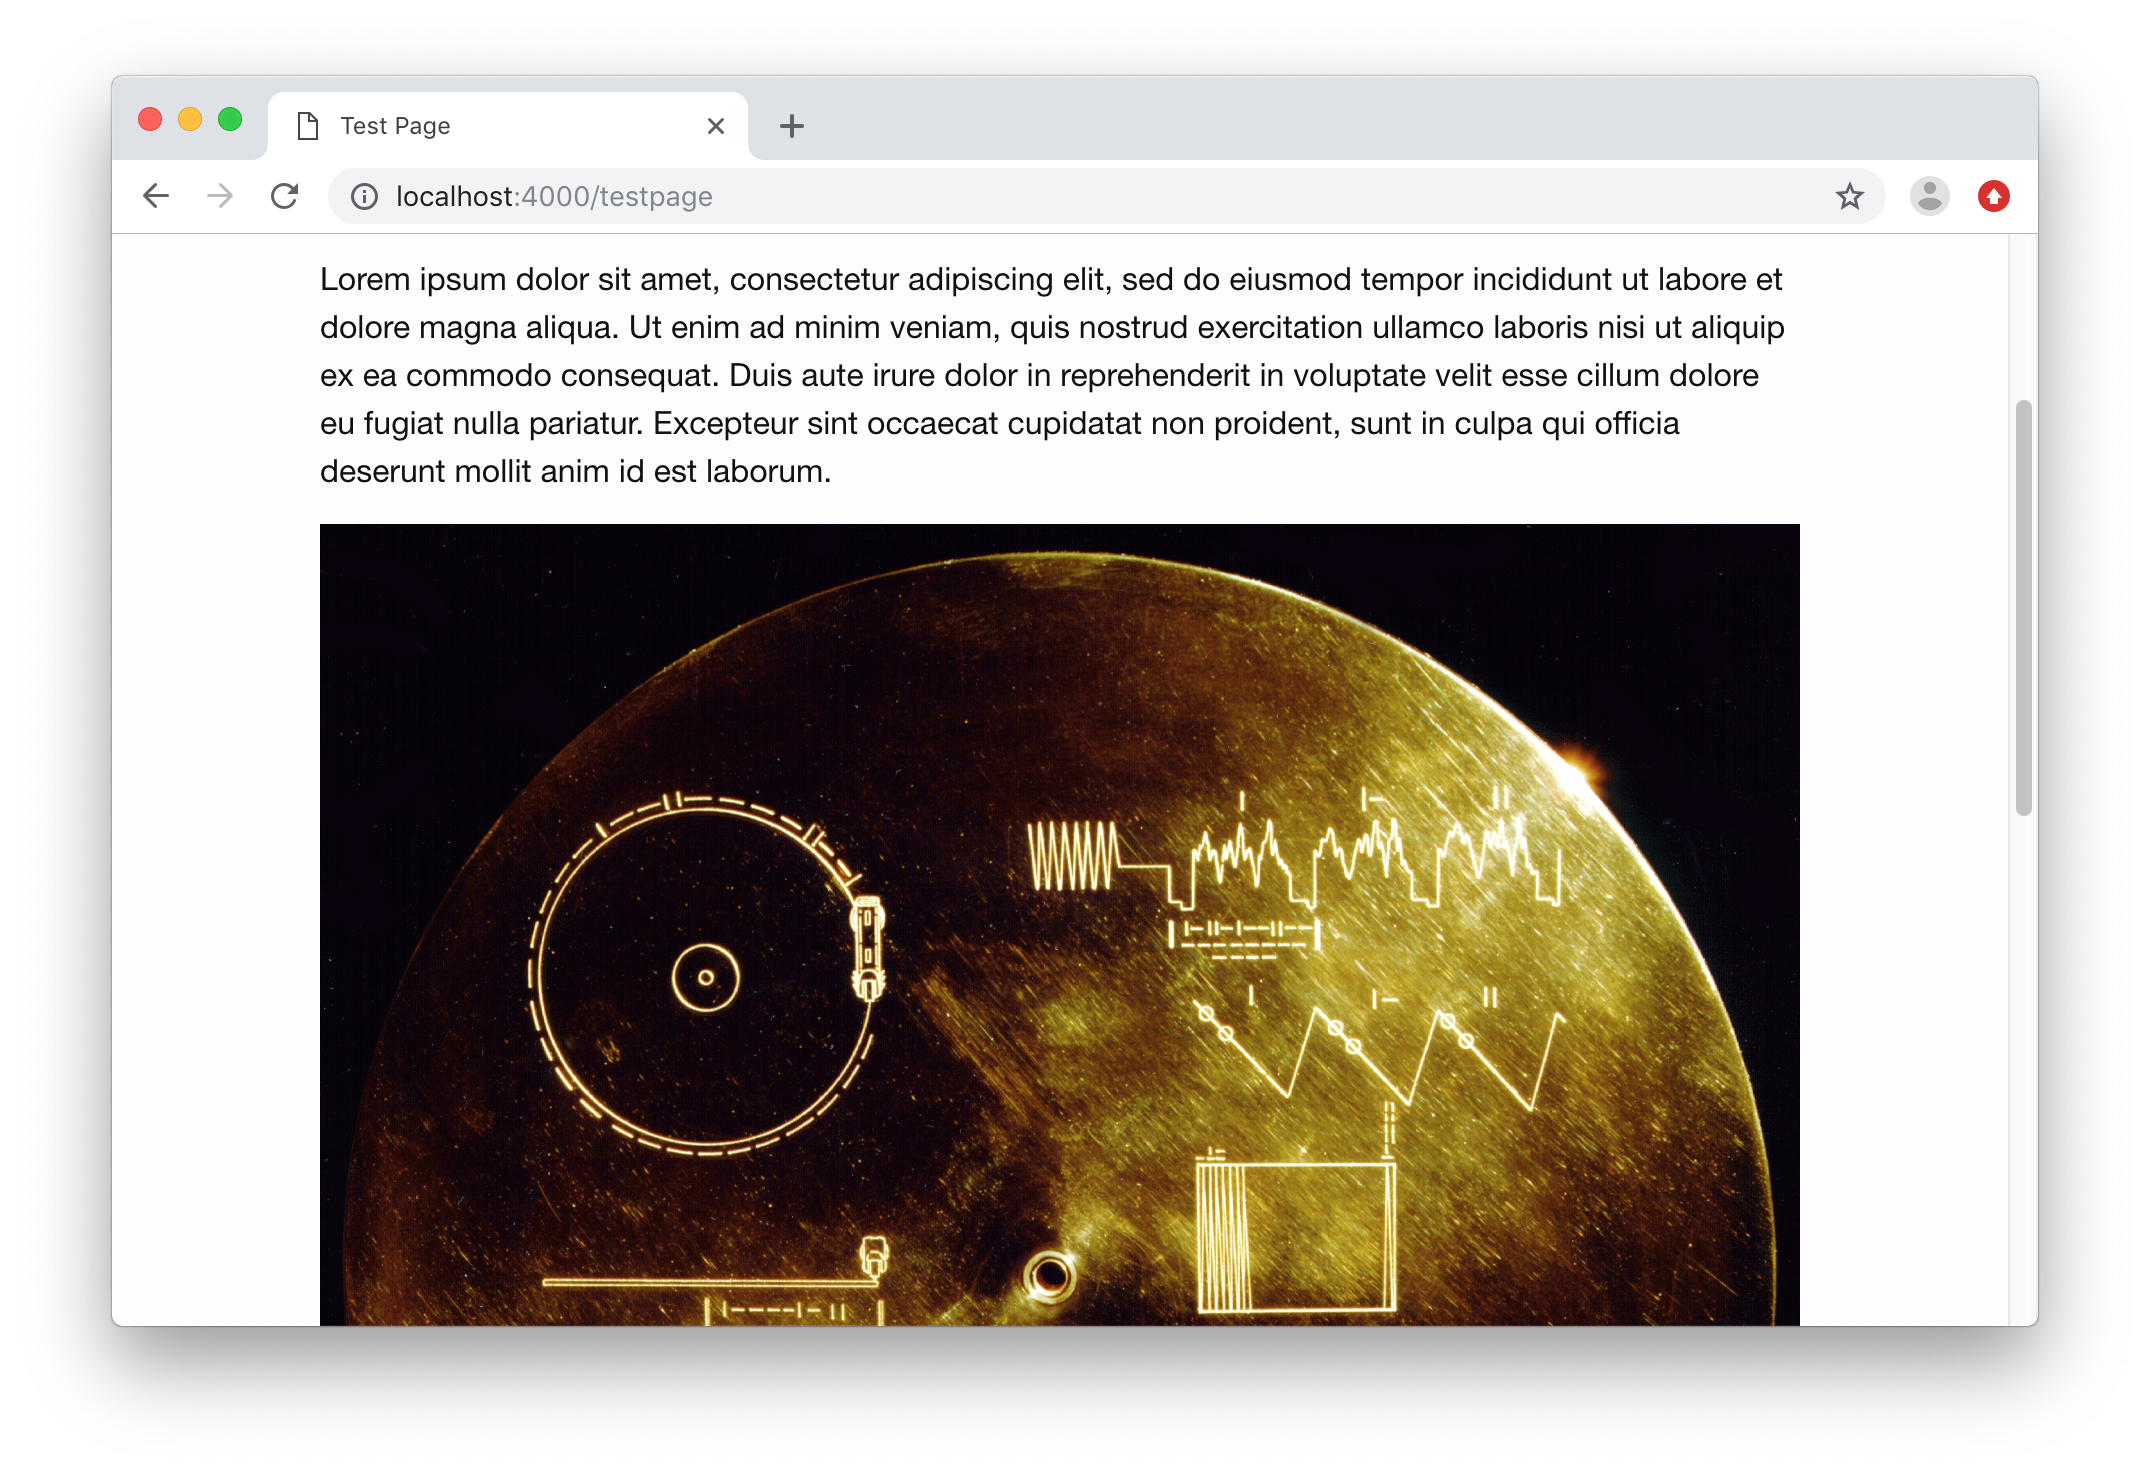 Test Page
localhost:4000/testpage
Lorem ipsum dolor sit amet, consectetur adipiscing elit, sed do eiusmod tempor incididunt ut labore et
dolore magna aliqua. Ut enim ad minim veniam, quis nostrud exercitation ullamco laboris nisi ut aliquip
ex ea commodo consequat. Duis aute irure dolor in reprehenderit in voluptate velit esse cillum dolore
eu fugiat nulla pariatur. Excepteur sint occaecat cupidatat non proident, sunt in culpa qui officia
deserunt mollit anim id est laborum.